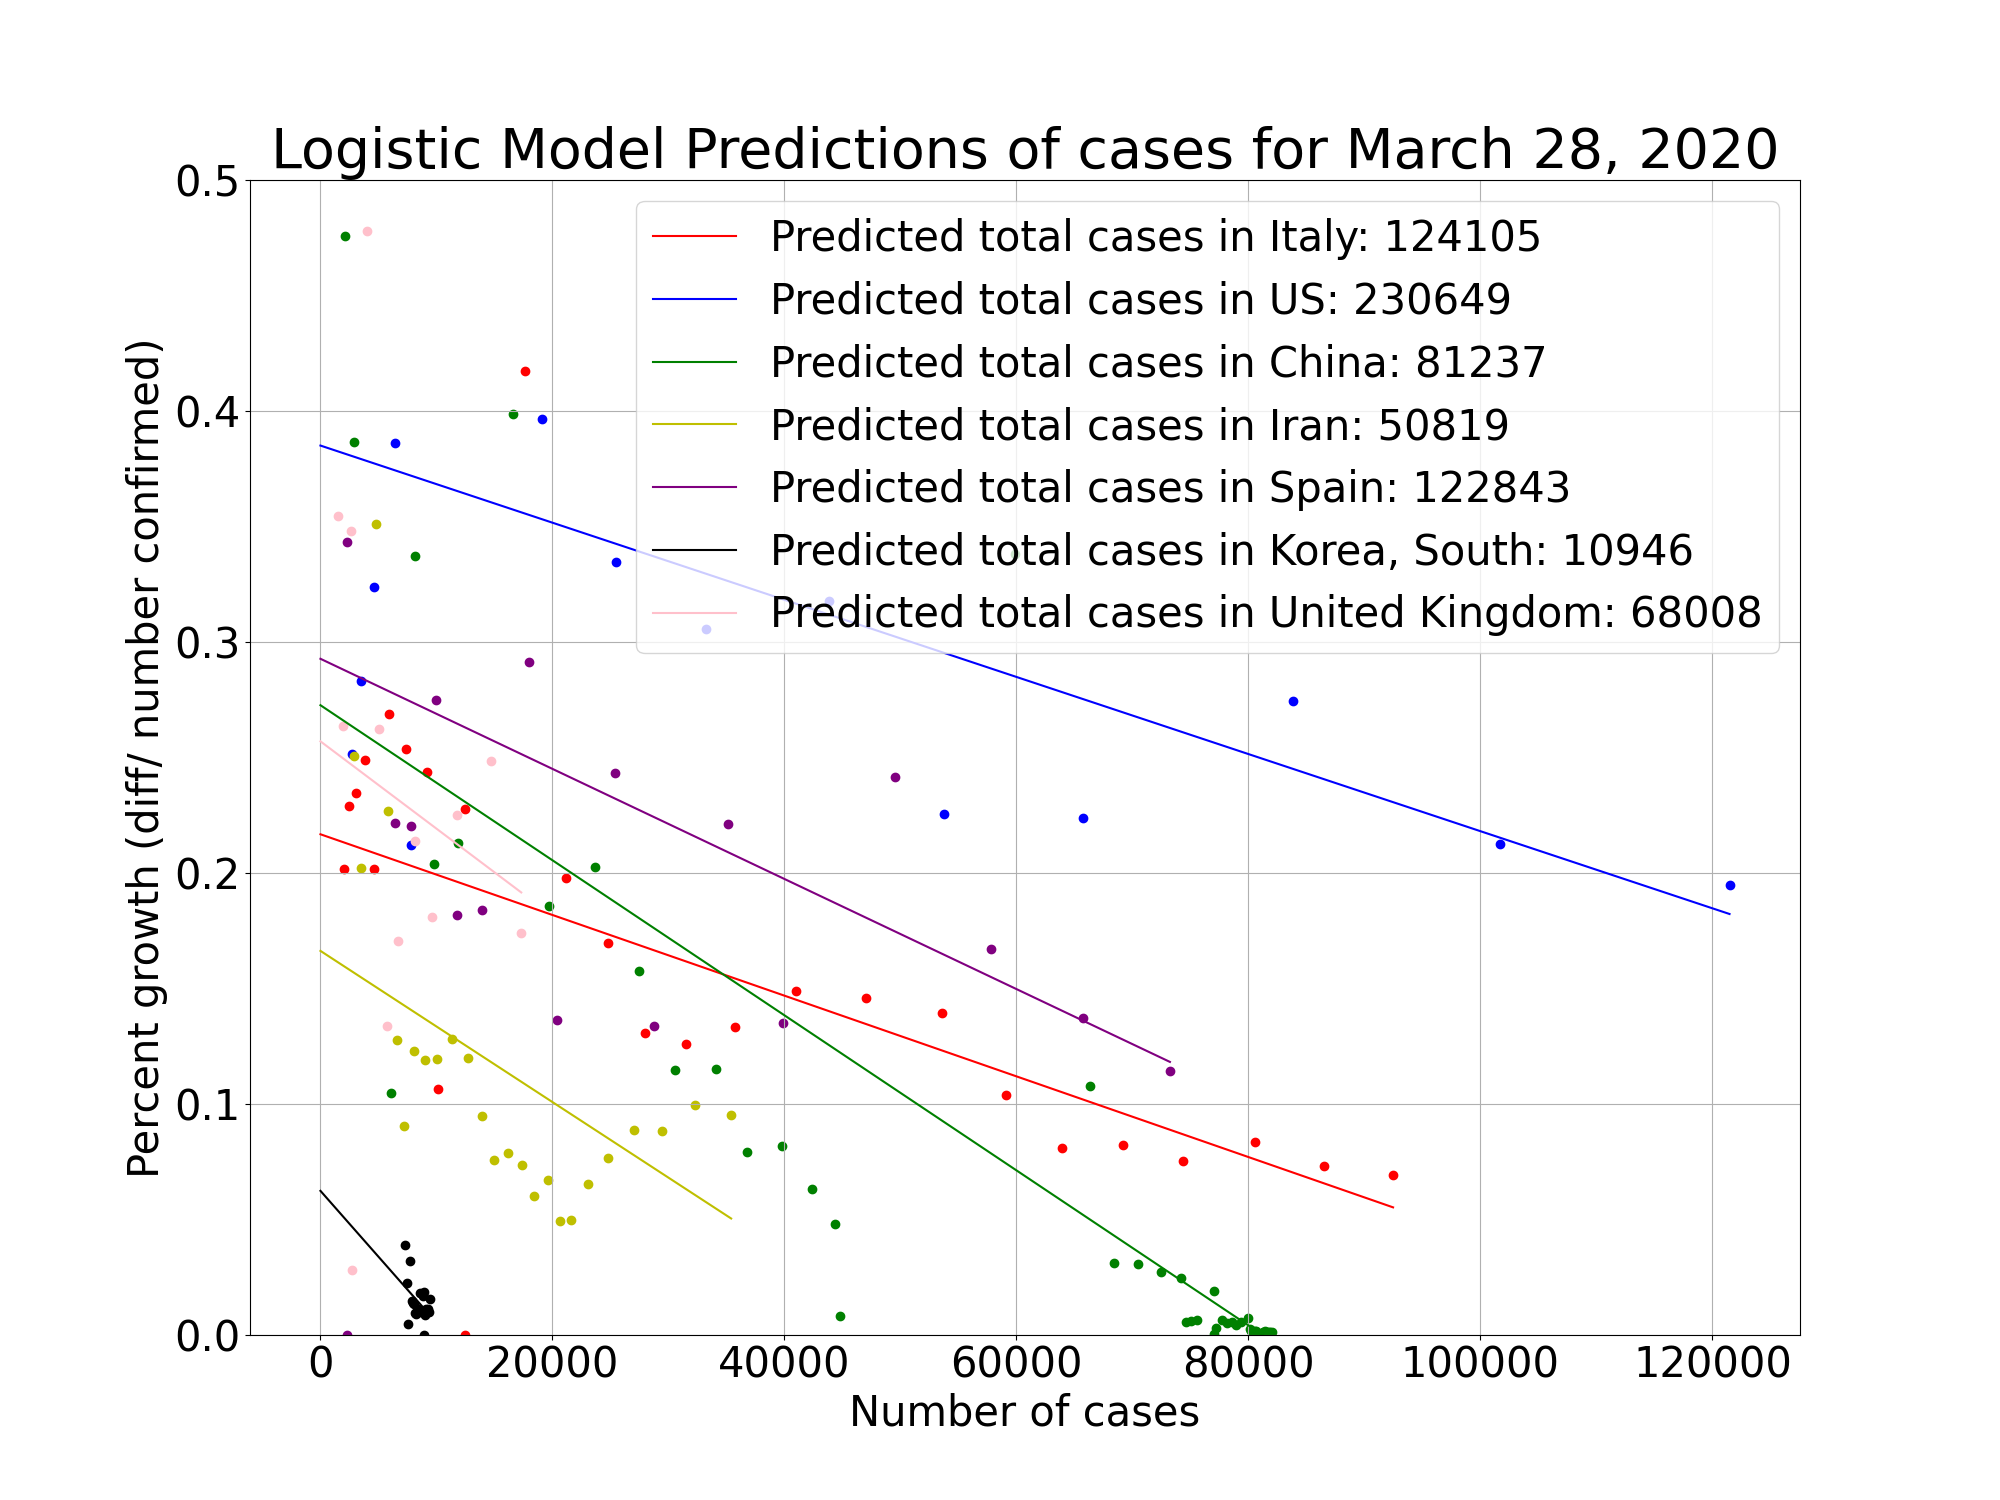 Logistic Model Predictions of cases for March 28, 2020
0.5
0.4
0.3
0.2
0.1
0.0
Percent growth (diff/ number confirmed)
Predicted total cases in Italy: 124105
Predicted total cases in US: 230649
Predicted total cases in China: 81237
Predicted total cases in Iran: 50819
Predicted total cases in Spain: 122843
Predicted total cases in Korea, South: 10946
Predicted total cases in United Kingdom: 68008
0 20000 40000 60000 80000 100000 120000
Number of cases